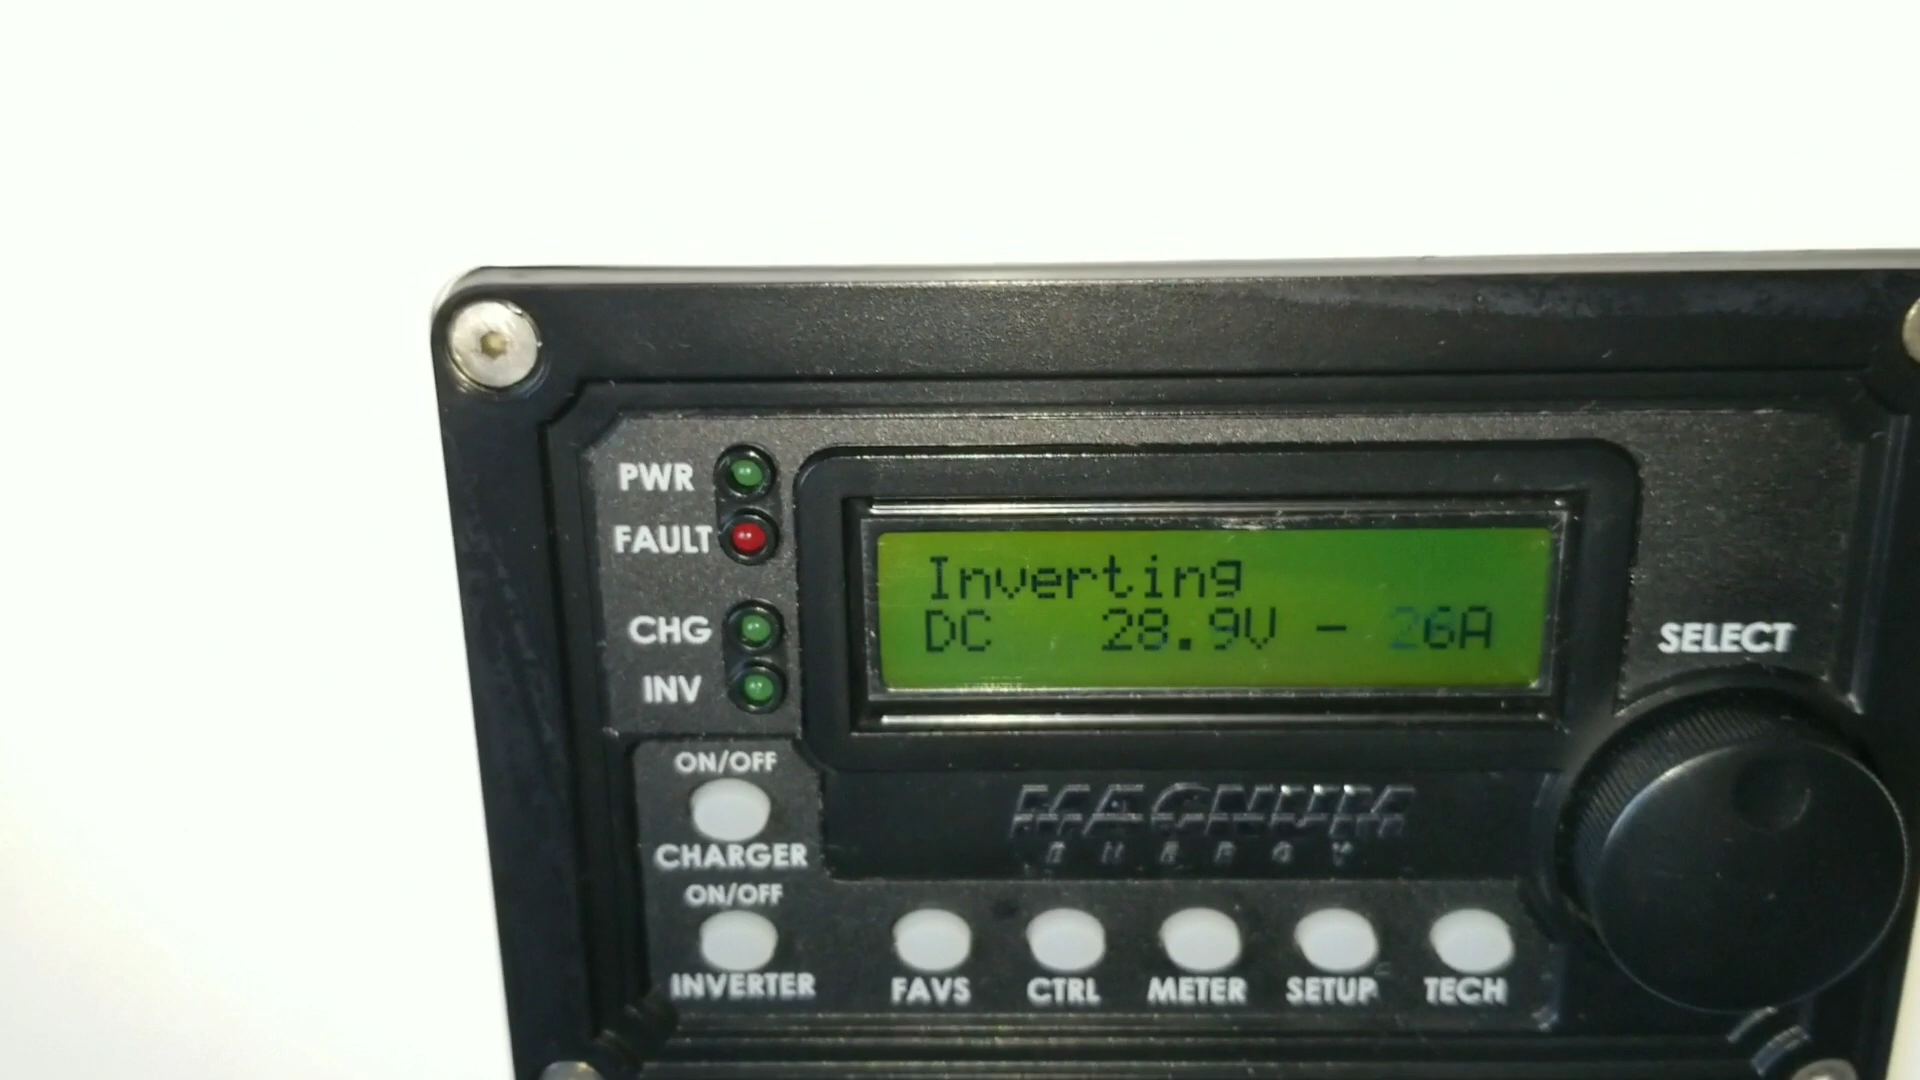 PWR
FAULT
CHG
INV
Inverting
DC 28.9V - 26A
SELECT
ON/OFF
CHARGER
ON/OFF
INVERTER
MAGNUM
ENERGY
FAVS
CTRL
METER
SETUP
TECH